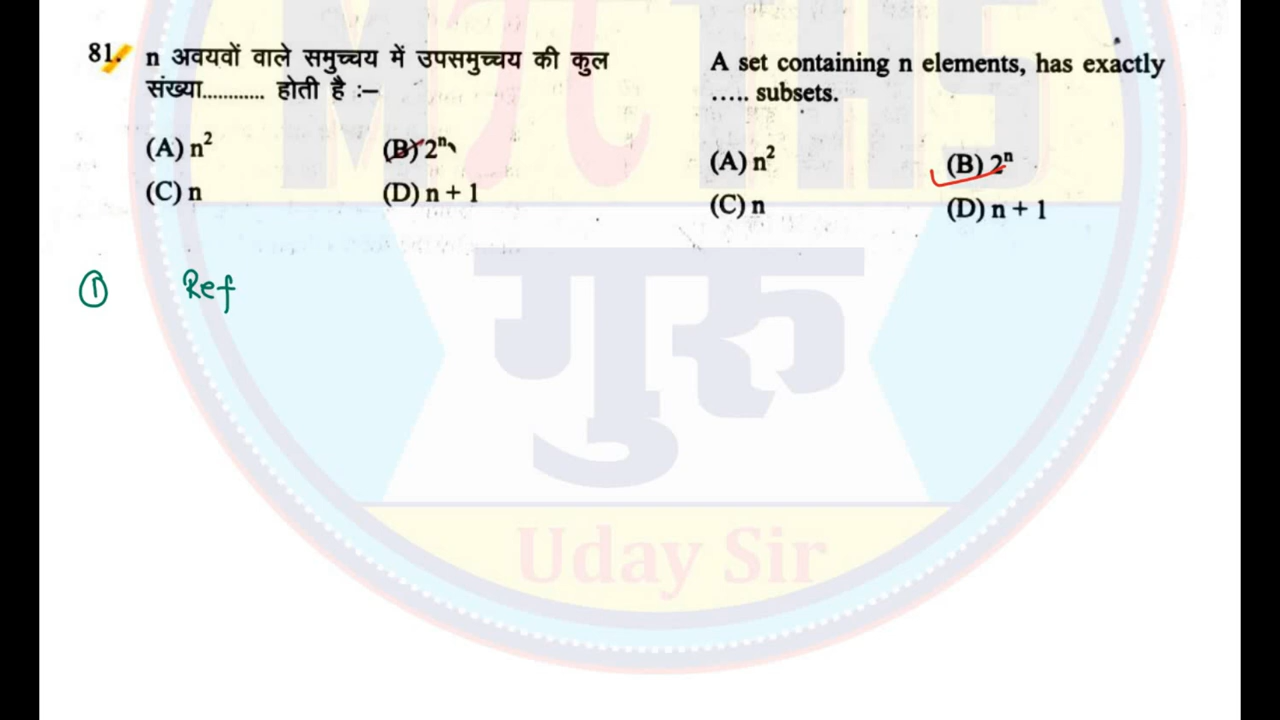 81. n अवयवों वाले समुच्चय में उपसमुच्चय की कुल
संख्या............ होती है :–
(A) n² (B) 2ⁿ
(C) n (D) n + 1
A set containing n elements, has exactly
..... subsets.
(A) n² (B) 2ⁿ
(C) n (D) n + 1
① Ref
MπTHS
गुरु
Uday Sir